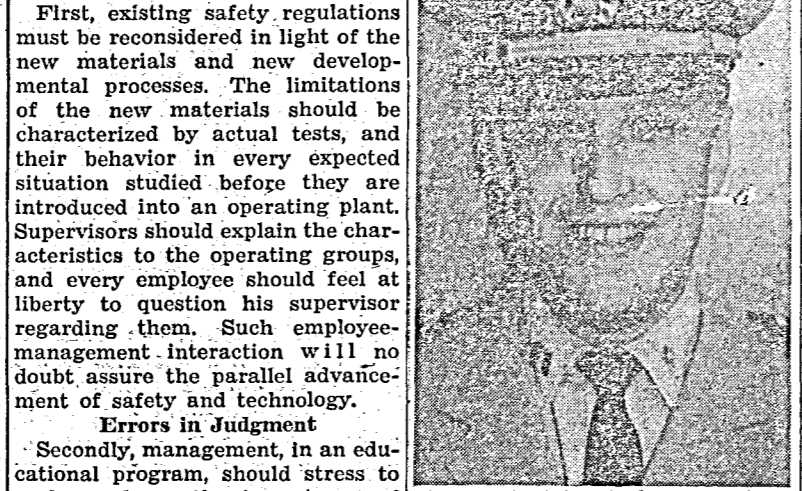 First, existing safety regulations
must be reconsidered in light of the
new materials and new develop-
mental processes. The limitations
of the new materials should be
characterized by actual tests, and
their behavior in every expected
situation studied before they are
introduced into an operating plant.
Supervisors should explain the char-
acteristics to the operating groups,
and every employee should feel at
liberty to question his supervisor
regarding them. Such employee-
management interaction will no
doubt assure the parallel advance-
ment of safety and technology.
Errors in Judgment
Secondly, management, in an edu-
cational program, should stress to